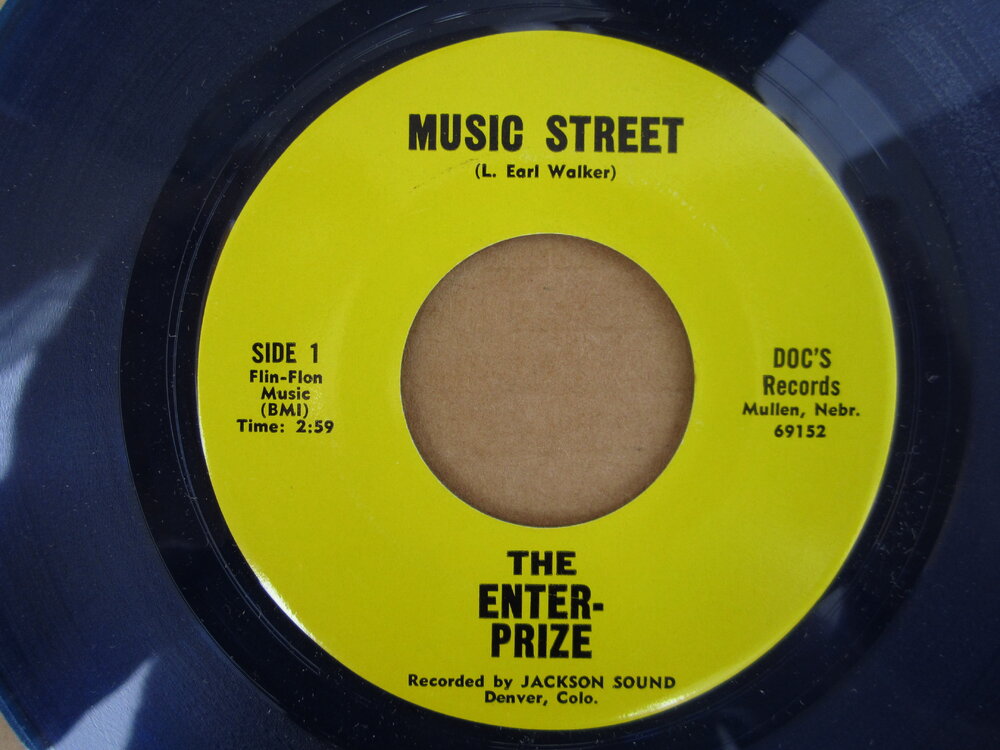 MUSIC STREET
(L. Earl Walker)
SIDE 1
Flin-Flon
Music
(BMI)
Time: 2:59
DOC'S
Records
Mullen, Nebr.
69152
THE
ENTER-
PRIZE
Recorded by JACKSON SOUND
Denver, Colo.